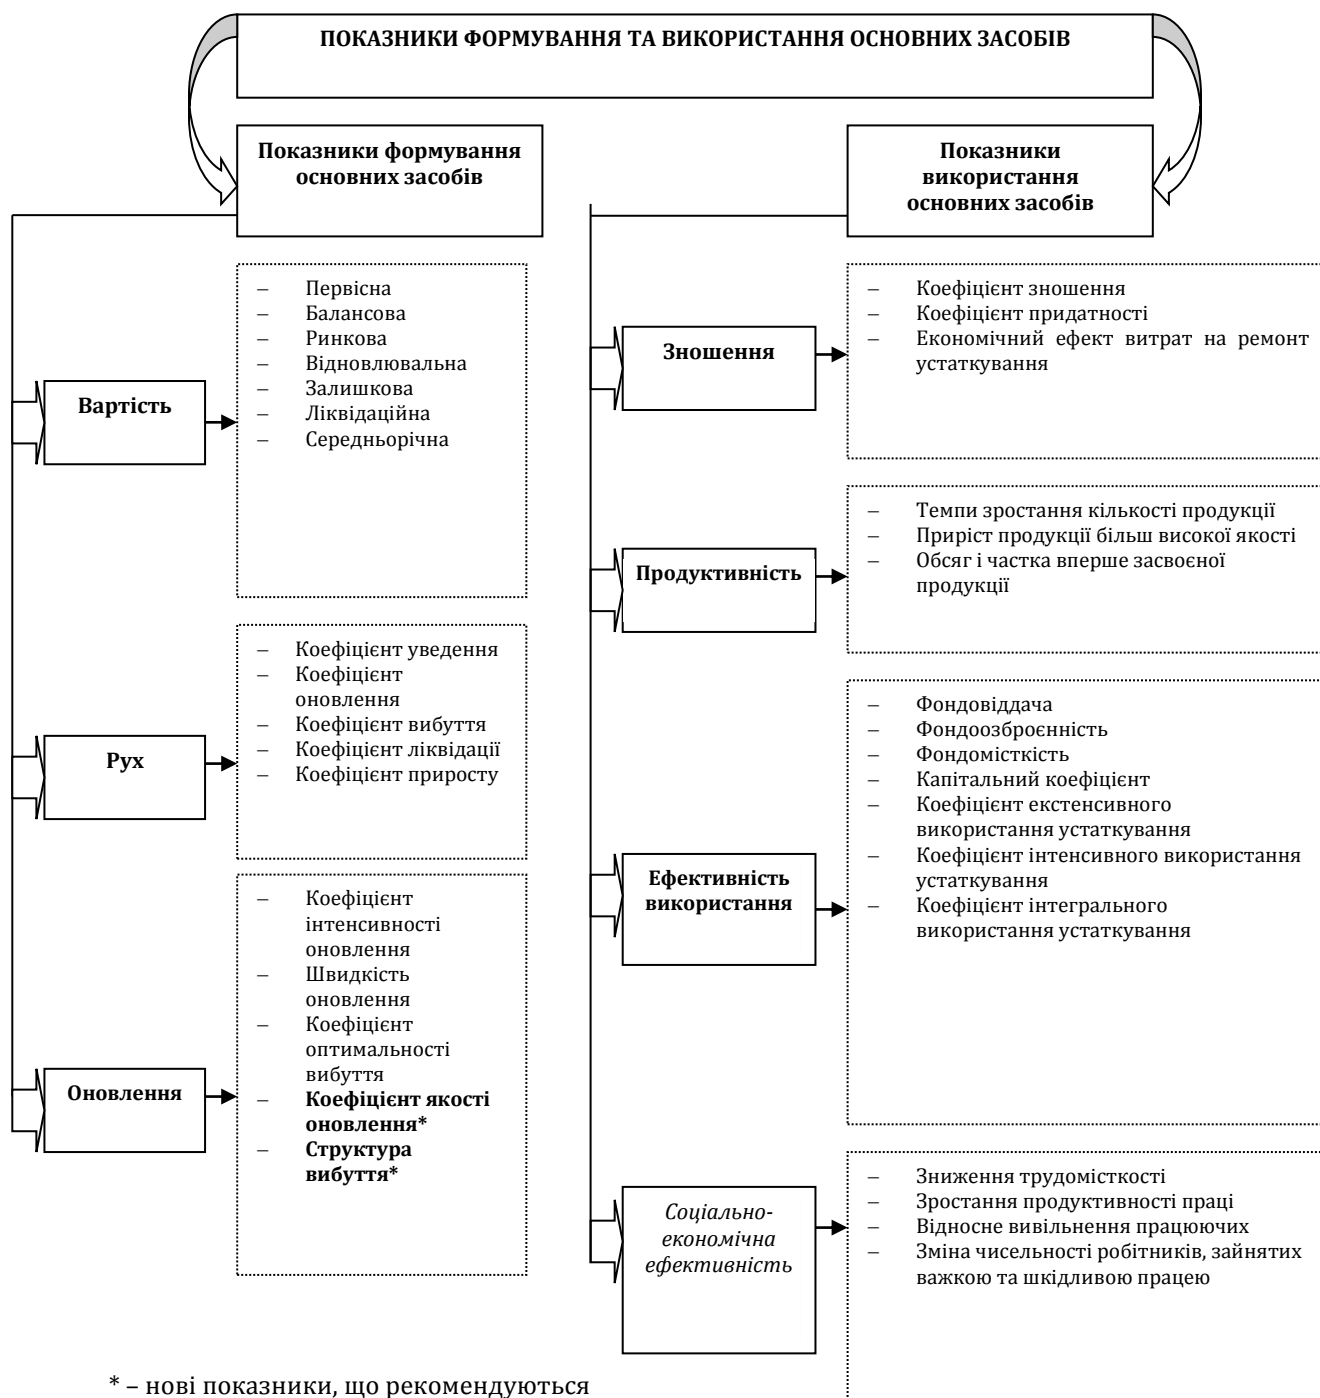 ПОКАЗНИКИ ФОРМУВАННЯ ТА ВИКОРИСТАННЯ ОСНОВНИХ ЗАСОБІВ
Показники формування
основних засобів
Вартість
– Первісна
– Балансова
– Ринкова
– Відновлювальна
– Залишкова
– Ліквідаційна
– Середньорічна
Рух
– Коефіцієнт уведення
– Коефіцієнт
оновлення
– Коефіцієнт вибуття
– Коефіцієнт ліквідації
– Коефіцієнт приросту
Оновлення
– Коефіцієнт
інтенсивності
оновлення
– Швидкість
оновлення
– Коефіцієнт
оптимальності
вибуття
– Коефіцієнт якості
оновлення*
– Структура
вибуття*
Показники
використання
основних засобів
Зношення
– Коефіцієнт зношення
– Коефіцієнт придатності
– Економічний ефект витрат на ремонт
устаткування
Продуктивність
– Темпи зростання кількості продукції
– Приріст продукції більш високої якості
– Обсяг і частка вперше засвоєної
продукції
Ефективність
використання
– Фондовіддача
– Фондоозброєнність
– Фондомісткість
– Капітальний коефіцієнт
– Коефіцієнт екстенсивного
використання устаткування
– Коефіцієнт інтенсивного використання
устаткування
– Коефіцієнт інтегрального
використання устаткування
Соціально-
економічна
ефективність
– Зниження трудомісткості
– Зростання продуктивності праці
– Відносне вивільнення працюючих
– Зміна чисельності робітників, зайнятих
важкою та шкідливою працею
* – нові показники, що рекомендуються